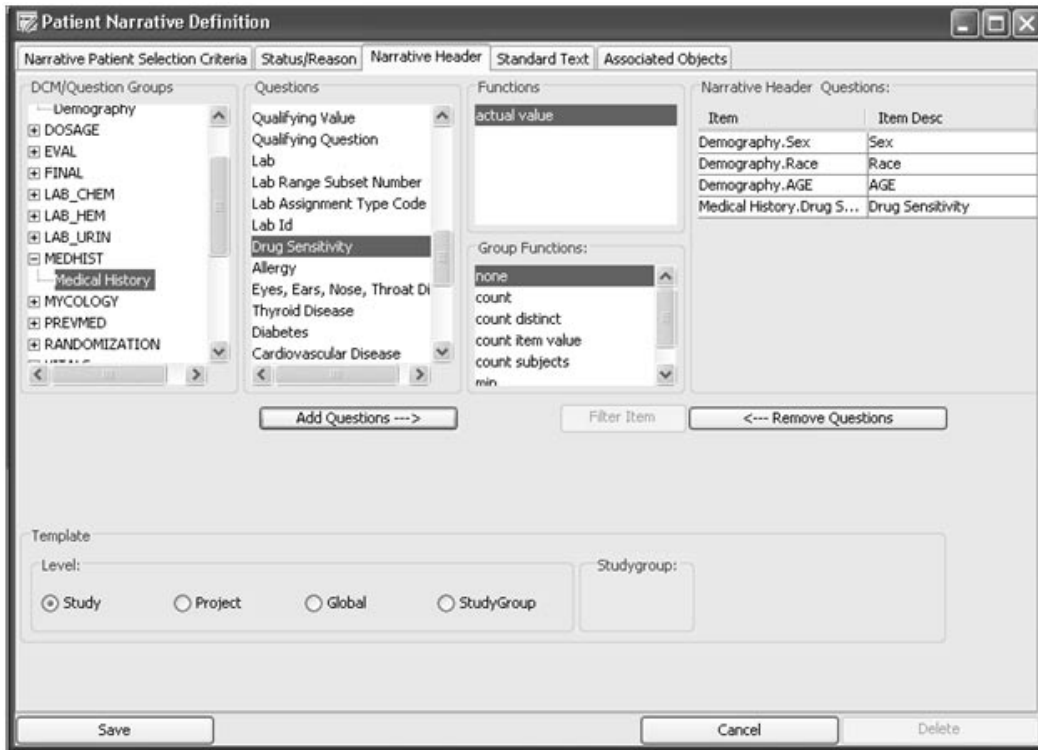 Patient Narrative Definition
Narrative Patient Selection Criteria Status/Reason Narrative Header Standard Text Associated Objects
DCM/Question Groups
Demography
DOSAGE
EVAL
FINAL
LAB_CHEM
LAB_HEM
LAB_URIN
MEDHIST
Medical History
MYCOLOGY
PREVMED
RANDOMIZATION
Questions
Qualifying Value
Qualifying Question
Lab
Lab Range Subset Number
Lab Assignment Type Code
Lab Id
Drug Sensitivity
Allergy
Eyes, Ears, Nose, Throat Di
Thyroid Disease
Diabetes
Cardiovascular Disease
Functions
actual value
Group Functions:
none
count
count distinct
count item value
count subjects
min
Narrative Header Questions:
Item Item Desc
Demography.Sex Sex
Demography.Race Race
Demography.AGE AGE
Medical History.Drug S... Drug Sensitivity
Add Questions ---> Filter Item <--- Remove Questions
Template
Level: Studygroup:
Study Project Global StudyGroup
Save Cancel Delete